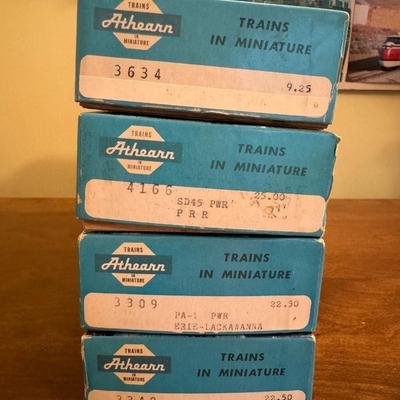 TRAINS
Athearn
IN
MINIATURE
TRAINS
IN MINIATURE
3634
9.25
TRAINS
Athearn
IN
MINIATURE
TRAINS
IN MINIATURE
4166
25.00
SD45 PWR
P R R
TRAINS
Athearn
IN
MINIATURE
TRAINS
IN MINIATURE
3309
22.50
PA-1 PWR
ERIE-LACKAWANNA
TRAINS
Athearn
IN
MINIATURE
TRAINS
IN MINIATURE
22.50